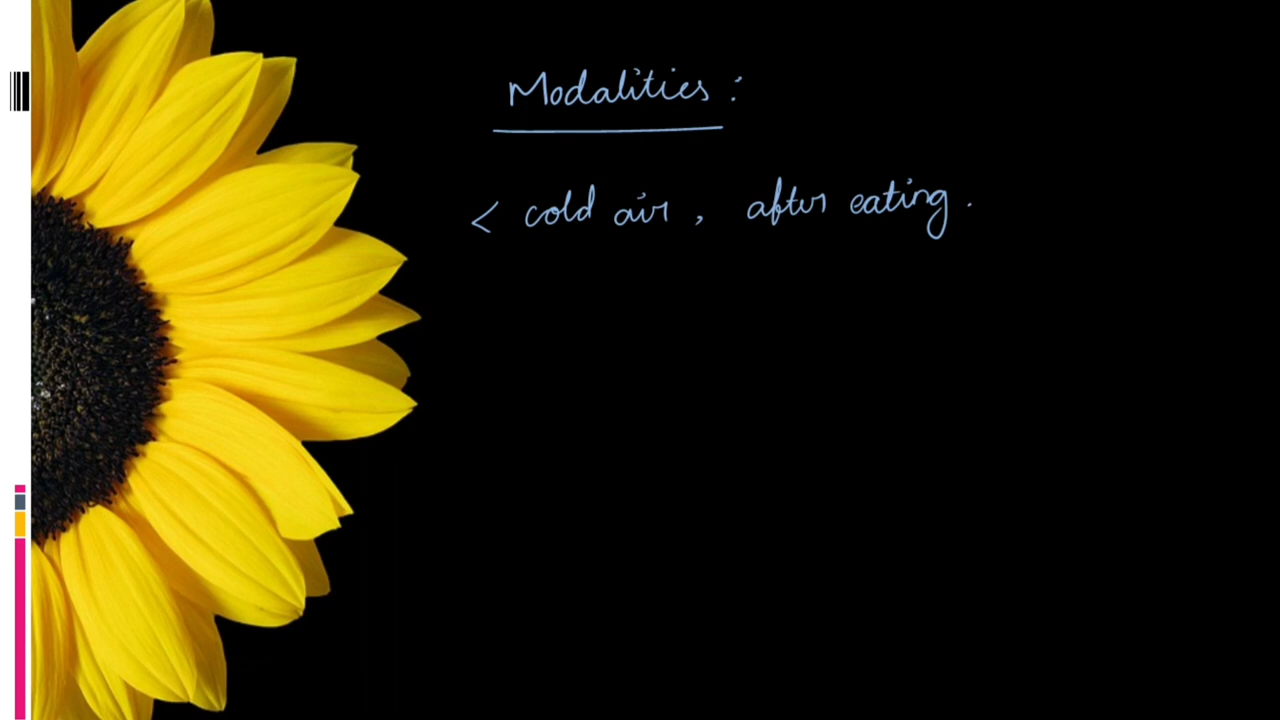 Modalities :
< cold air , after eating .